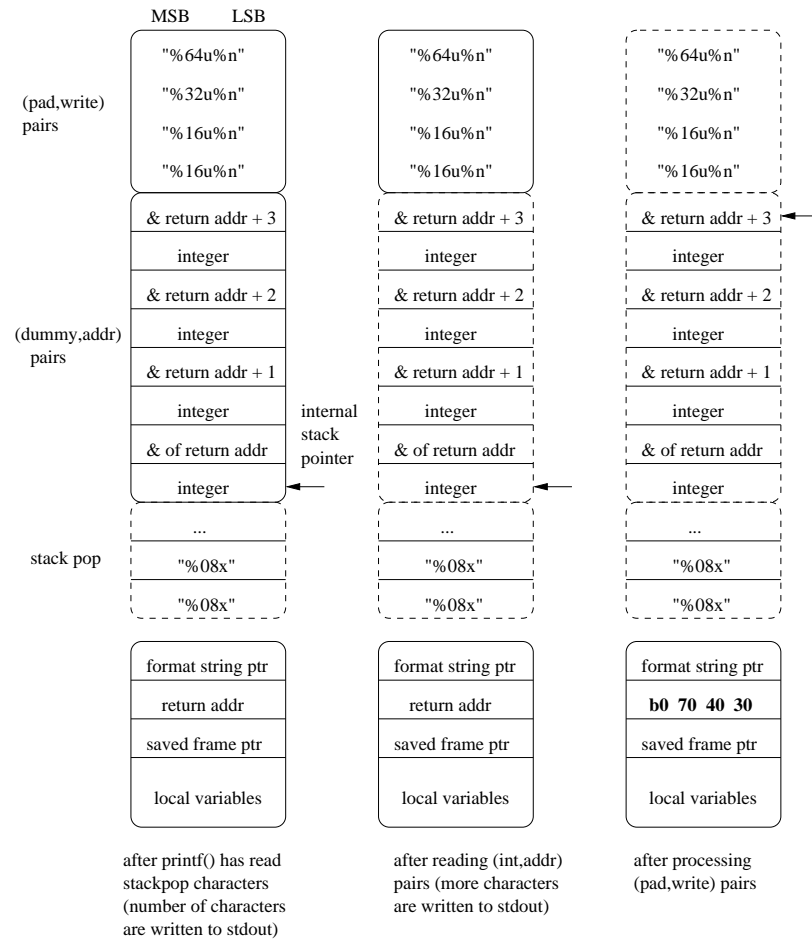 MSB LSB
"%64u%n"
"%32u%n"
"%16u%n"
"%16u%n"
(pad,write)
pairs
& return addr + 3
integer
& return addr + 2
integer
& return addr + 1
integer
& of return addr
integer
(dummy,addr)
pairs
internal
stack
pointer
...
"%08x"
"%08x"
stack pop
format string ptr
return addr
saved frame ptr
local variables
after printf() has read
stackpop characters
(number of characters
are written to stdout)
"%64u%n"
"%32u%n"
"%16u%n"
"%16u%n"
& return addr + 3
integer
& return addr + 2
integer
& return addr + 1
integer
& of return addr
integer
...
"%08x"
"%08x"
format string ptr
return addr
saved frame ptr
local variables
after reading (int,addr)
pairs (more characters
are written to stdout)
"%64u%n"
"%32u%n"
"%16u%n"
"%16u%n"
& return addr + 3
integer
& return addr + 2
integer
& return addr + 1
integer
& of return addr
integer
...
"%08x"
"%08x"
format string ptr
b0 70 40 30
saved frame ptr
local variables
after processing
(pad,write) pairs